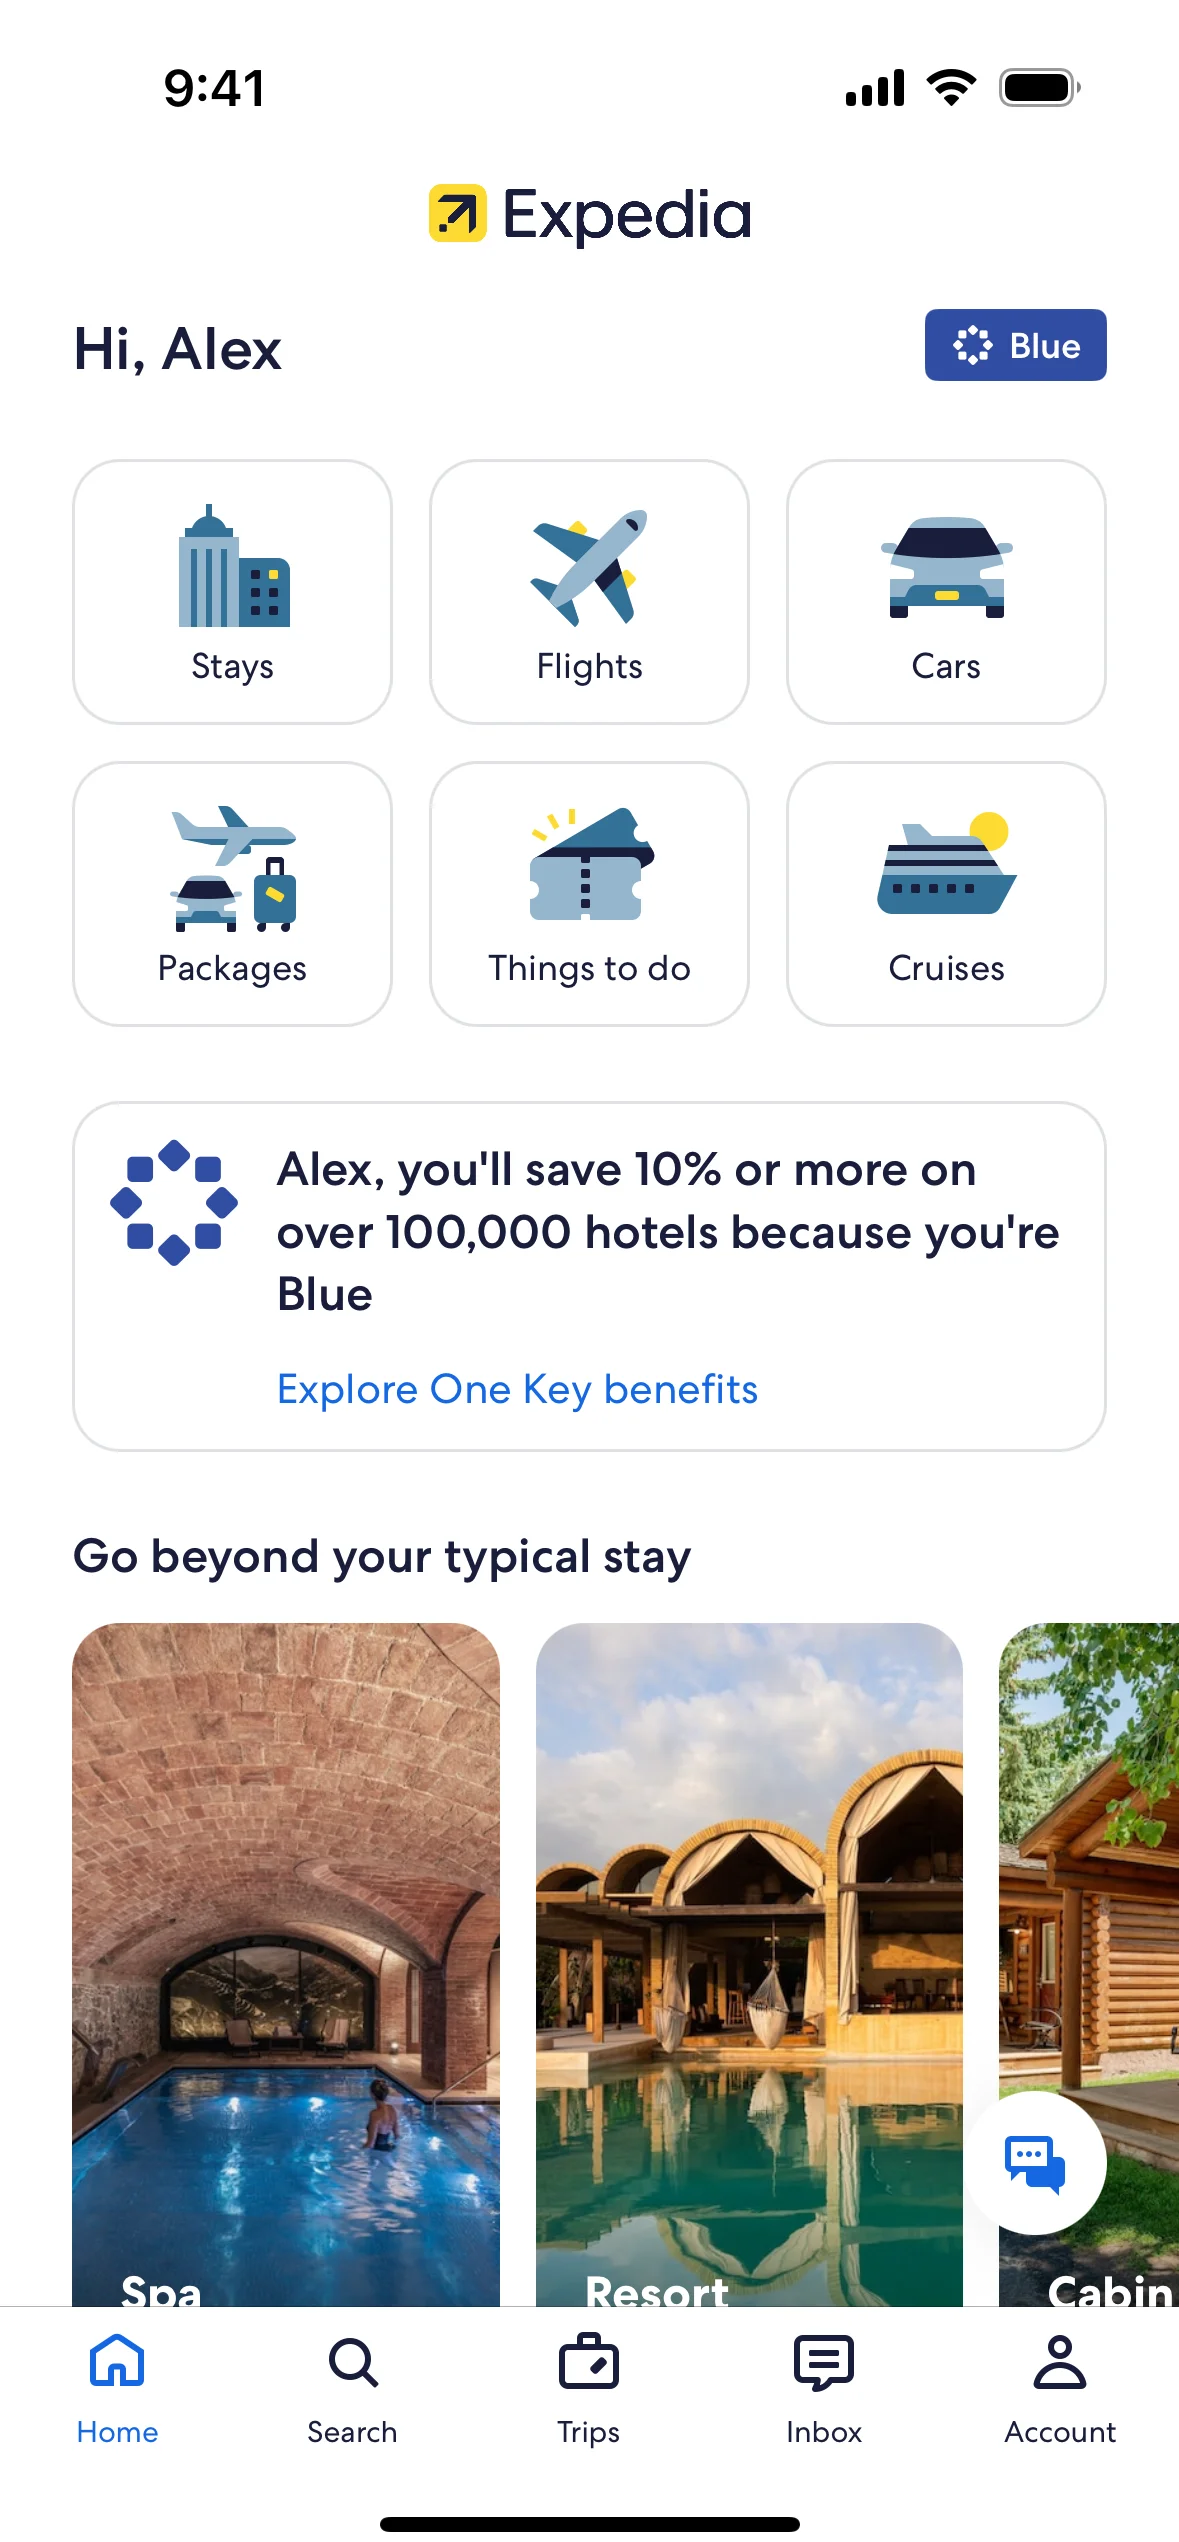 9:41
Expedia
Hi, Alex
Blue
Stays
Flights
Cars
Packages
Things to do
Cruises
Alex, you'll save 10% or more on
over 100,000 hotels because you're
Blue
Explore One Key benefits
Go beyond your typical stay
Spa
Resort
Cabin
Home
Search
Trips
Inbox
Account